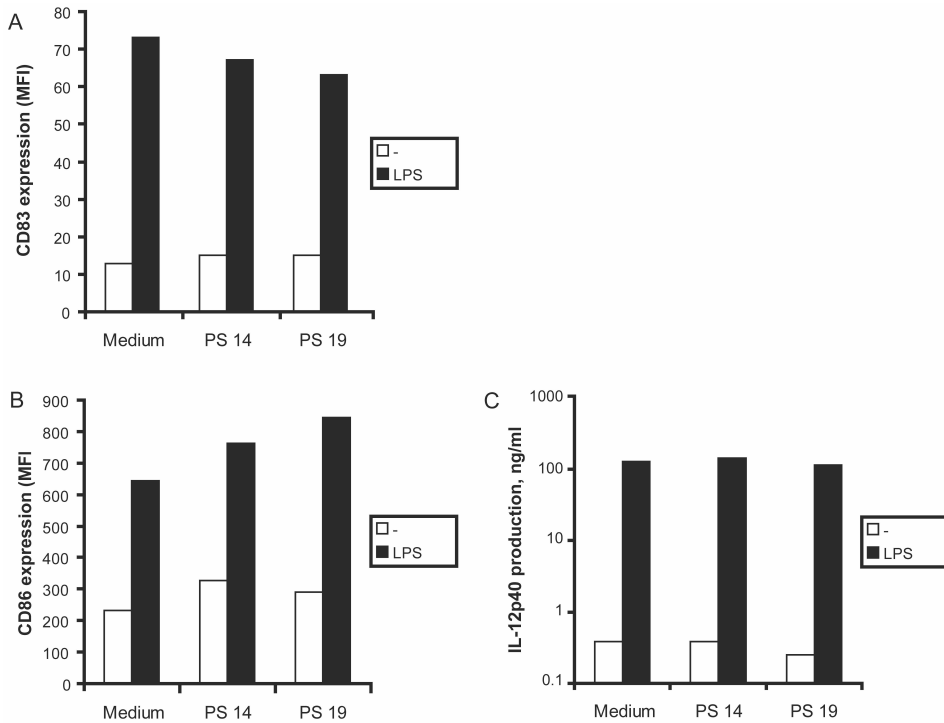 A
CD83 expression (MFI)
80
70
60
50
40
30
20
10
0
Medium
PS 14
PS 19
-
LPS
B
CD86 expression (MFI
900
800
700
600
500
400
300
200
100
0
Medium
PS 14
PS 19
-
LPS
C
IL-12p40 production, ng/ml
1000
100
10
1
0.1
Medium
PS 14
PS 19
-
LPS